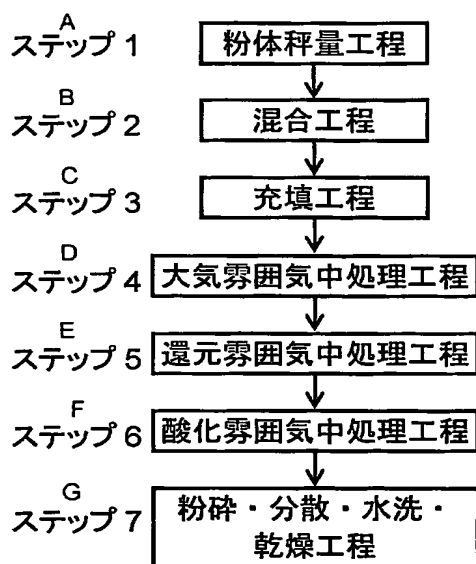 A
ステップ 1 粉体秤量工程
B
ステップ 2 混合工程
C
ステップ 3 充填工程
D
ステップ 4 大気雰囲気中処理工程
E
ステップ 5 還元雰囲気中処理工程
F
ステップ 6 酸化雰囲気中処理工程
G
ステップ 7 粉砕・分散・水洗・
乾燥工程